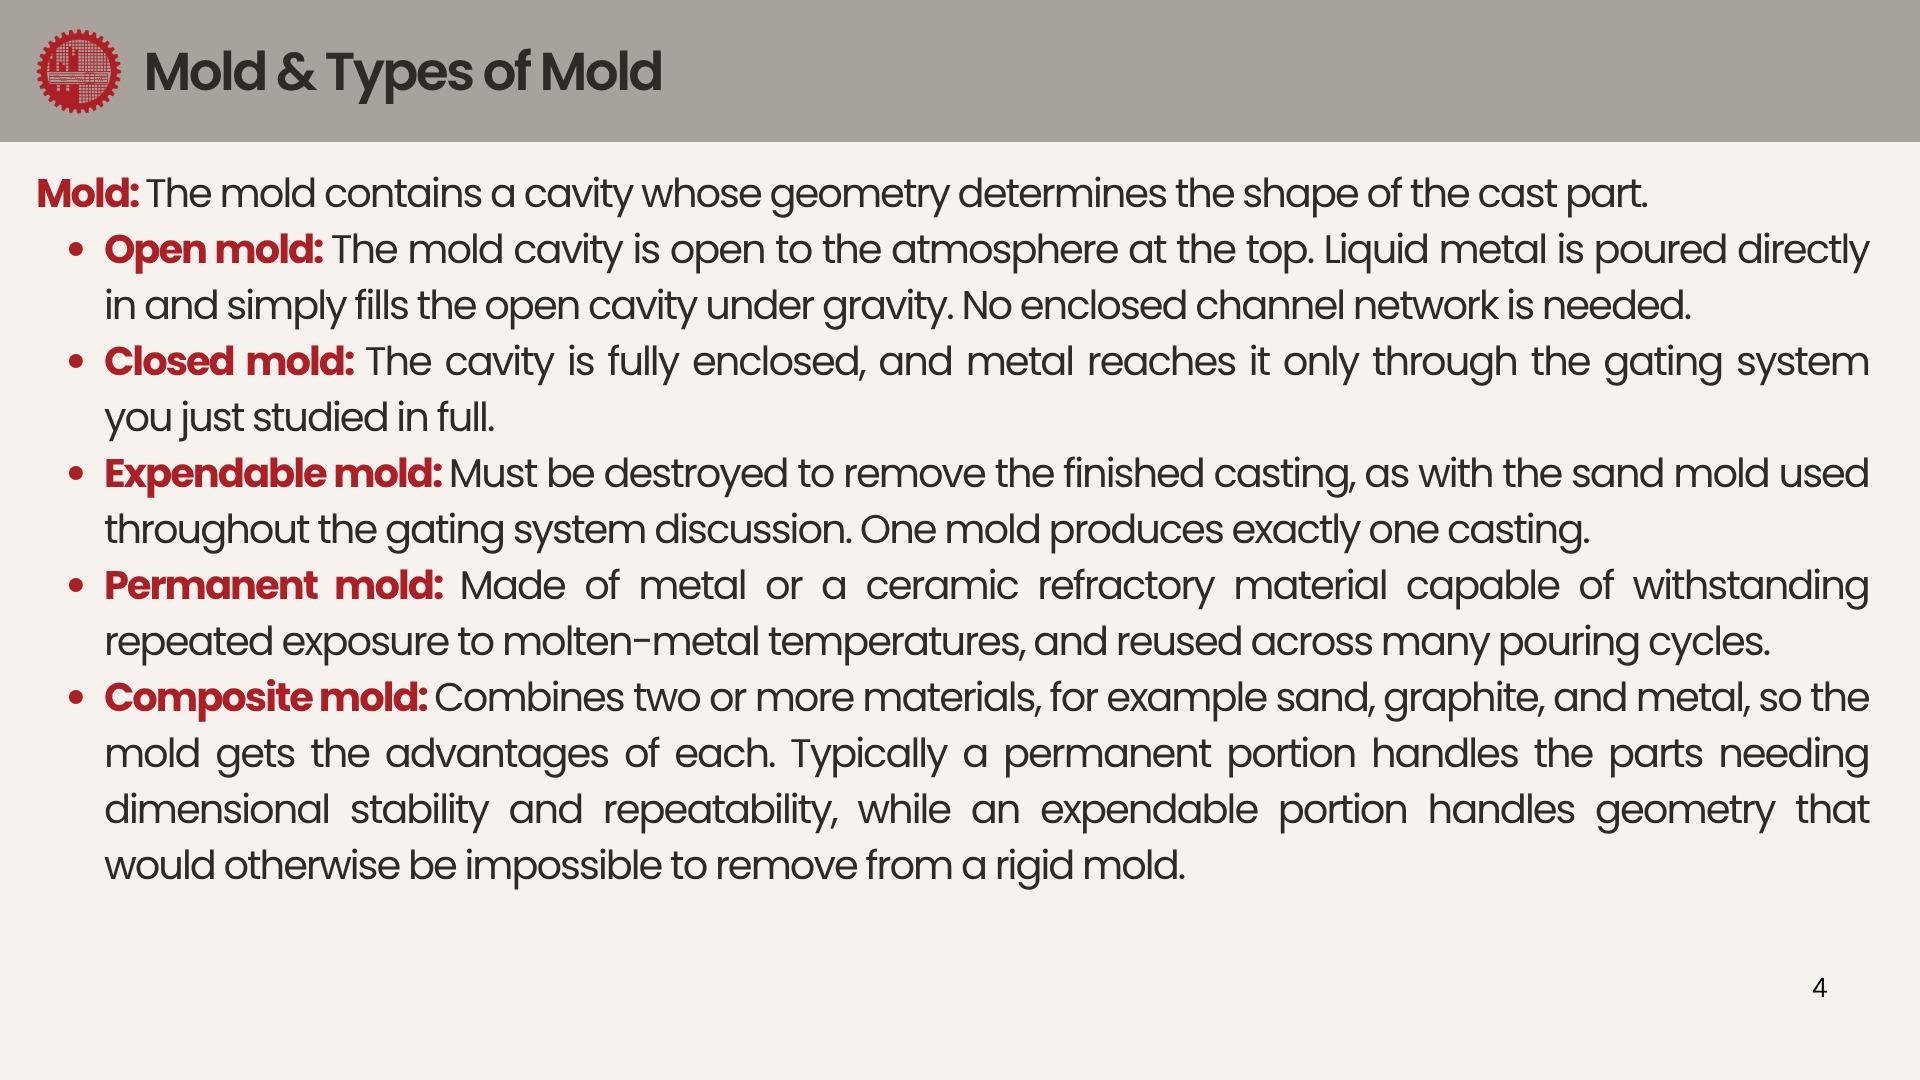 Mold & Types of Mold
Mold: The mold contains a cavity whose geometry determines the shape of the cast part.
• Open mold: The mold cavity is open to the atmosphere at the top. Liquid metal is poured directly
in and simply fills the open cavity under gravity. No enclosed channel network is needed.
• Closed mold: The cavity is fully enclosed, and metal reaches it only through the gating system
you just studied in full.
• Expendable mold: Must be destroyed to remove the finished casting, as with the sand mold used
throughout the gating system discussion. One mold produces exactly one casting.
• Permanent mold: Made of metal or a ceramic refractory material capable of withstanding
repeated exposure to molten-metal temperatures, and reused across many pouring cycles.
• Composite mold: Combines two or more materials, for example sand, graphite, and metal, so the
mold gets the advantages of each. Typically a permanent portion handles the parts needing
dimensional stability and repeatability, while an expendable portion handles geometry that
would otherwise be impossible to remove from a rigid mold.
4